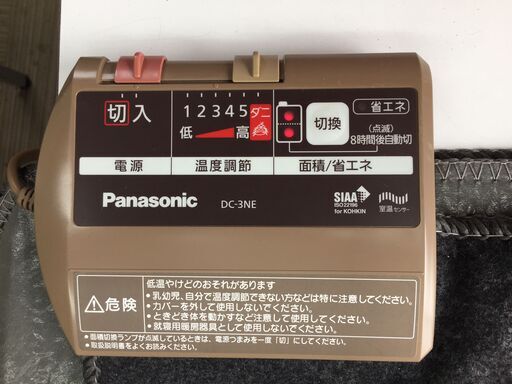 切 入
1 2 3 4 5 ダニ
低 高
切換
省エネ
(点滅)
8時間後自動切
電源
温度調節
面積/省エネ
Panasonic
DC-3NE
SIAA
ISO22196
for KOHKIN
室温センサー
危険
低温やけどのおそれがあります
●乳幼児、自分で温度調節できない方などは特に注意してください。
●カバーを外して使用しないでください。
●ときどき体を動かすなど注意して使用してください。
●就寝用暖房器具として使用しないでください。
●面積切換ランプが点滅しているときは、電源つまみを一度「切」にしてください。
●取扱説明書をよくお読みください。